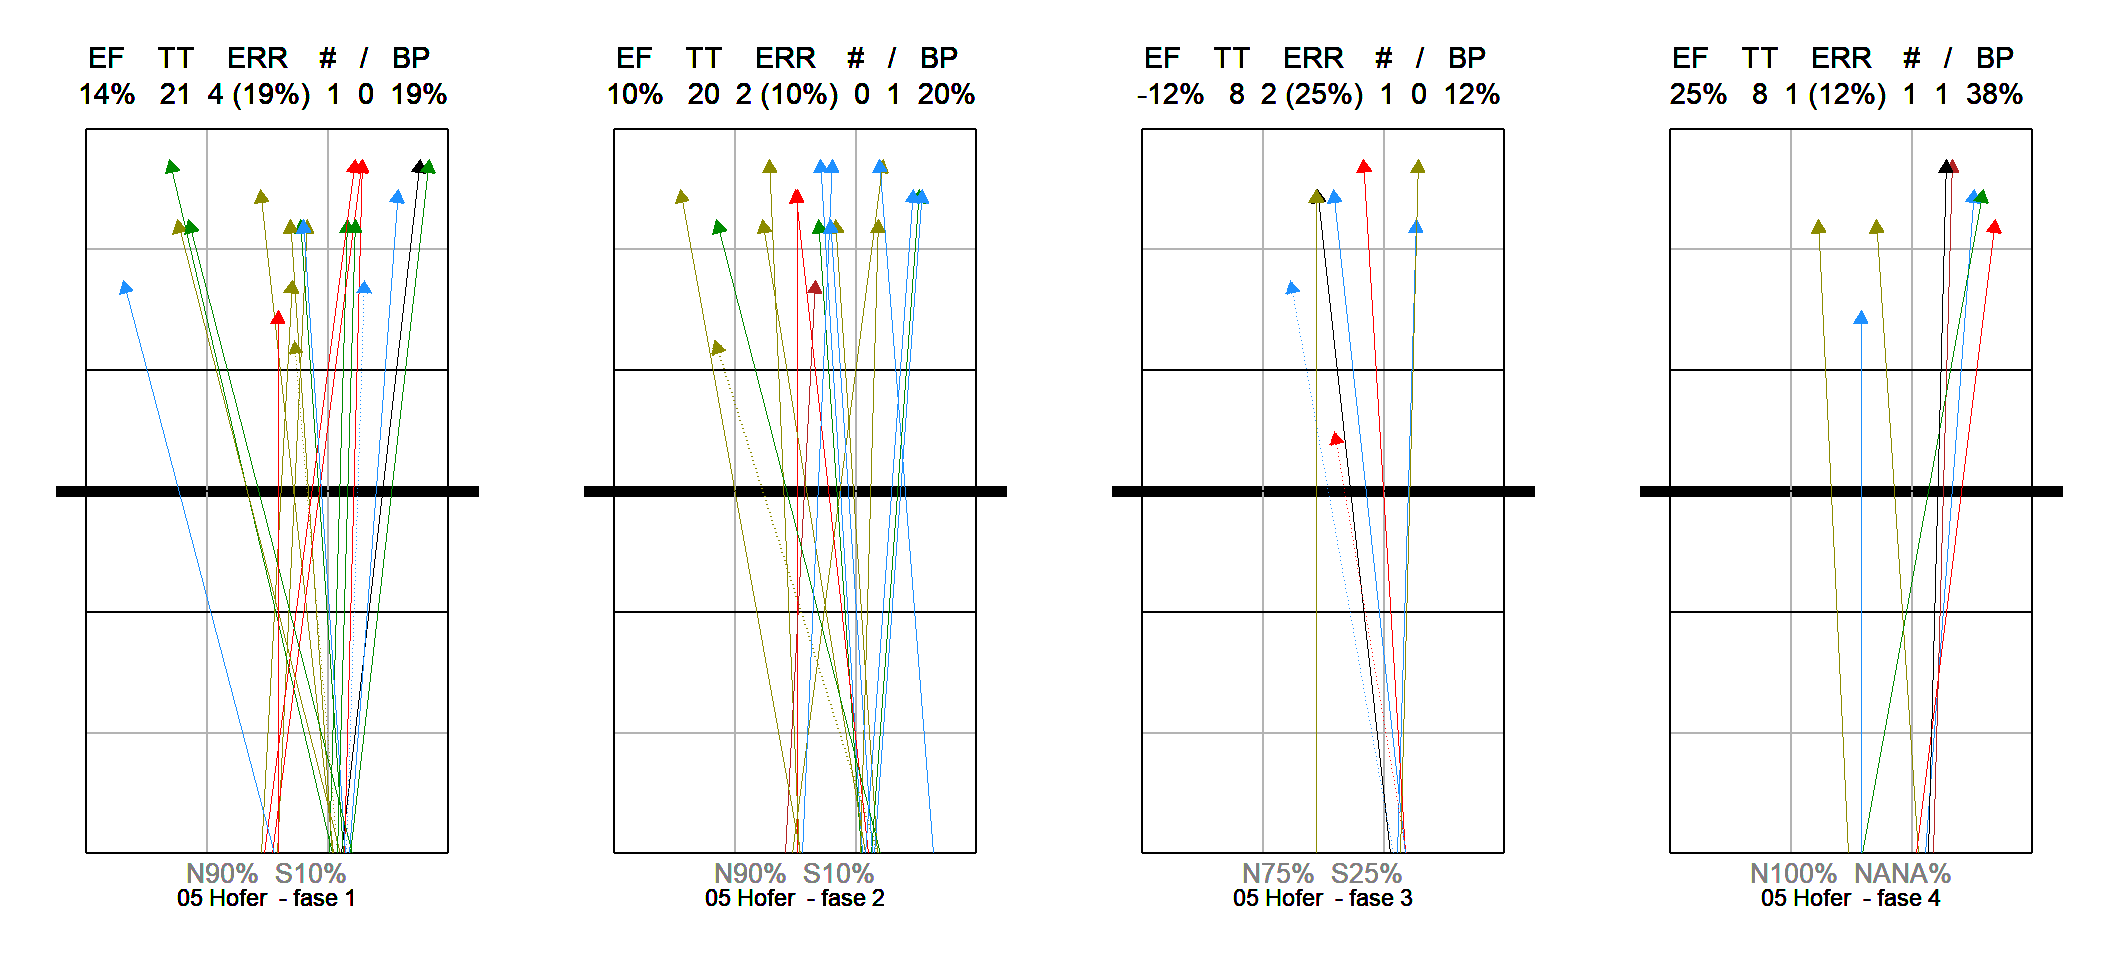 EF TT ERR # / BP EF TT ERR # / BP EF TT ERR # / BP EF TT ERR # / BP
14% 21 4 (19%) 1 0 19% 10% 20 2 (10%) 0 1 20% -12% 8 2 (25%) 1 0 12% 25% 8 1 (12%) 1 1 38%
N90% S10% N90% S10% N75% S25% N100% NANA%
05 Hofer - fase 1 05 Hofer - fase 2 05 Hofer - fase 3 05 Hofer - fase 4